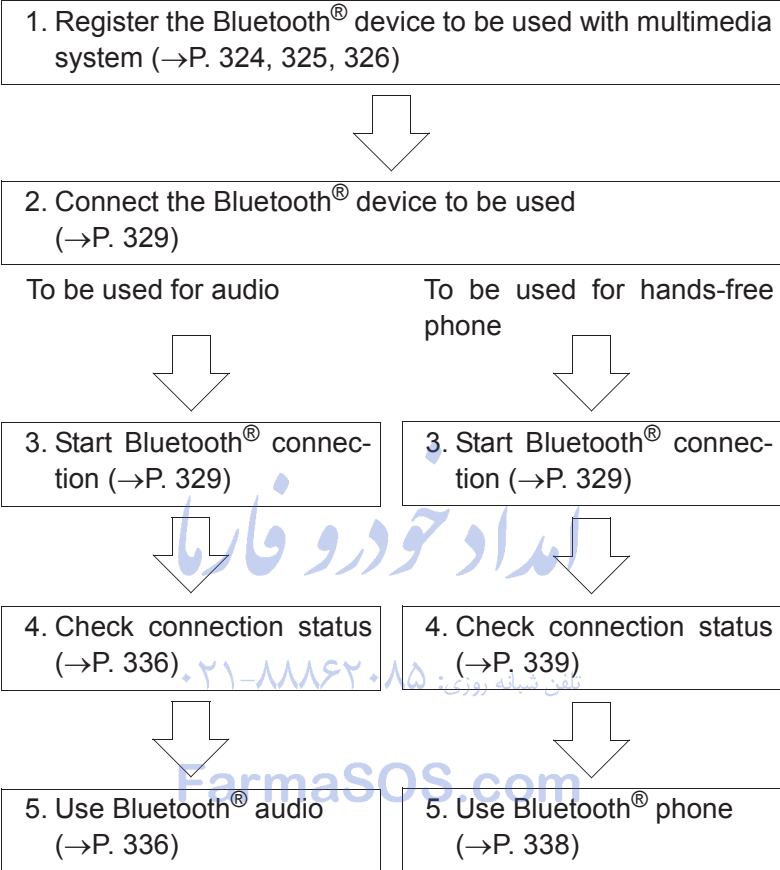 1. Register the Bluetooth® device to be used with multimedia
system (→P. 324, 325, 326)
2. Connect the Bluetooth® device to be used
(→P. 329)
To be used for audio
To be used for hands-free
phone
3. Start Bluetooth® connec-
tion (→P. 329)
3. Start Bluetooth® connec-
tion (→P. 329)
امداد خودرو فارما
4. Check connection status
(→P. 336)
4. Check connection status
(→P. 339)
تلفن شبانه روزی: ۰۲۱-۸۸۸۶۲۰۸۵
FarmaSOS.com
5. Use Bluetooth® audio
(→P. 336)
5. Use Bluetooth® phone
(→P. 338)